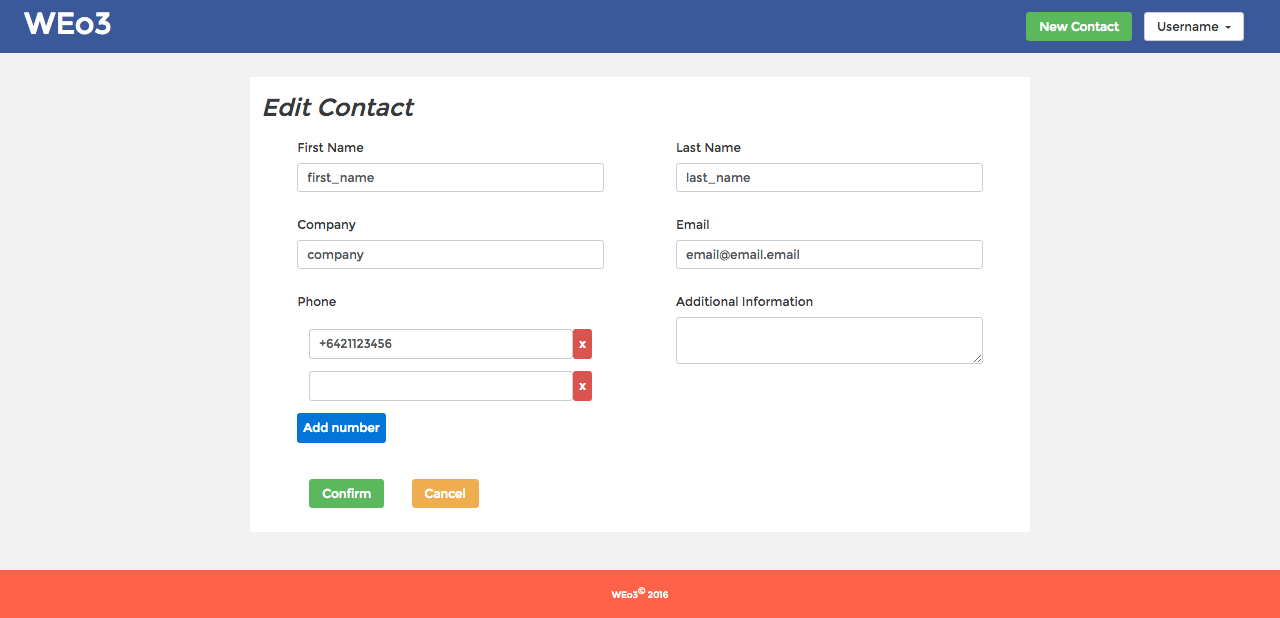 WEo3
New Contact
Username
Edit Contact
First Name
Last Name
first_name
last_name
Company
Email
company
email@email.email
Phone
Additional Information
+6421123456
x
x
Add number
Confirm
Cancel
WEo3© 2016